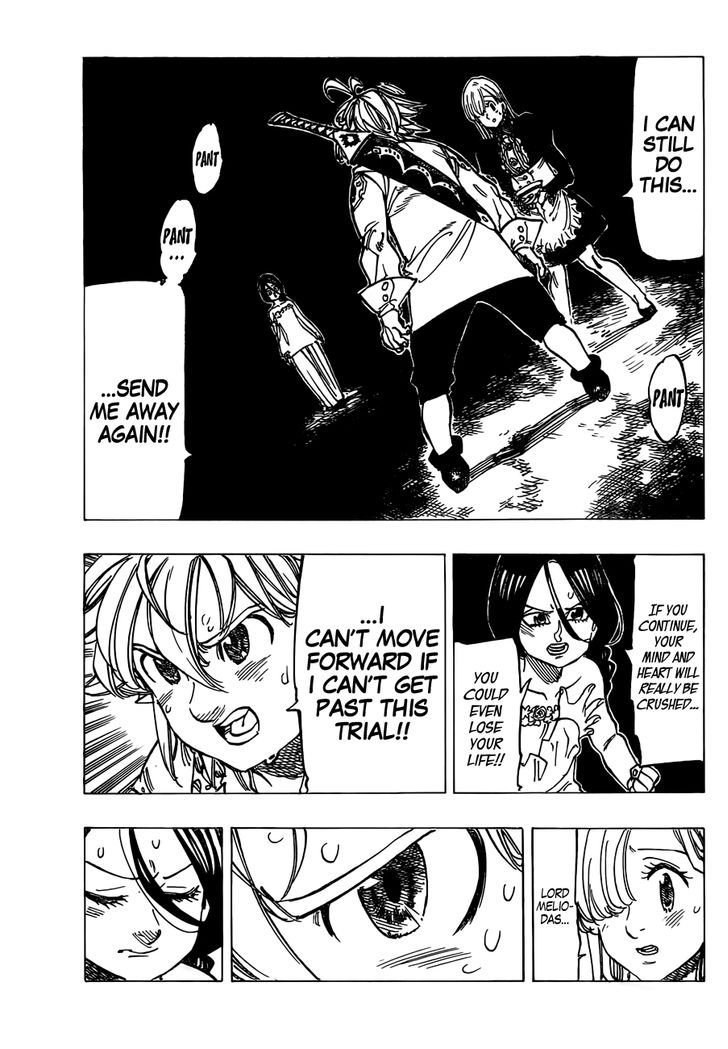 I CAN
STILL
DO
THIS...
PANT
PANT
...
PANT
...SEND
ME AWAY
AGAIN!!
IF YOU
CONTINUE,
YOUR
MIND AND
HEART WILL
REALLY BE
CRUSHED...
YOU
COULD
EVEN
LOSE
YOUR
LIFE!!
...I
CAN'T MOVE
FORWARD IF
I CAN'T GET
PAST THIS
TRIAL!!
LORD
MELIO-
DAS...